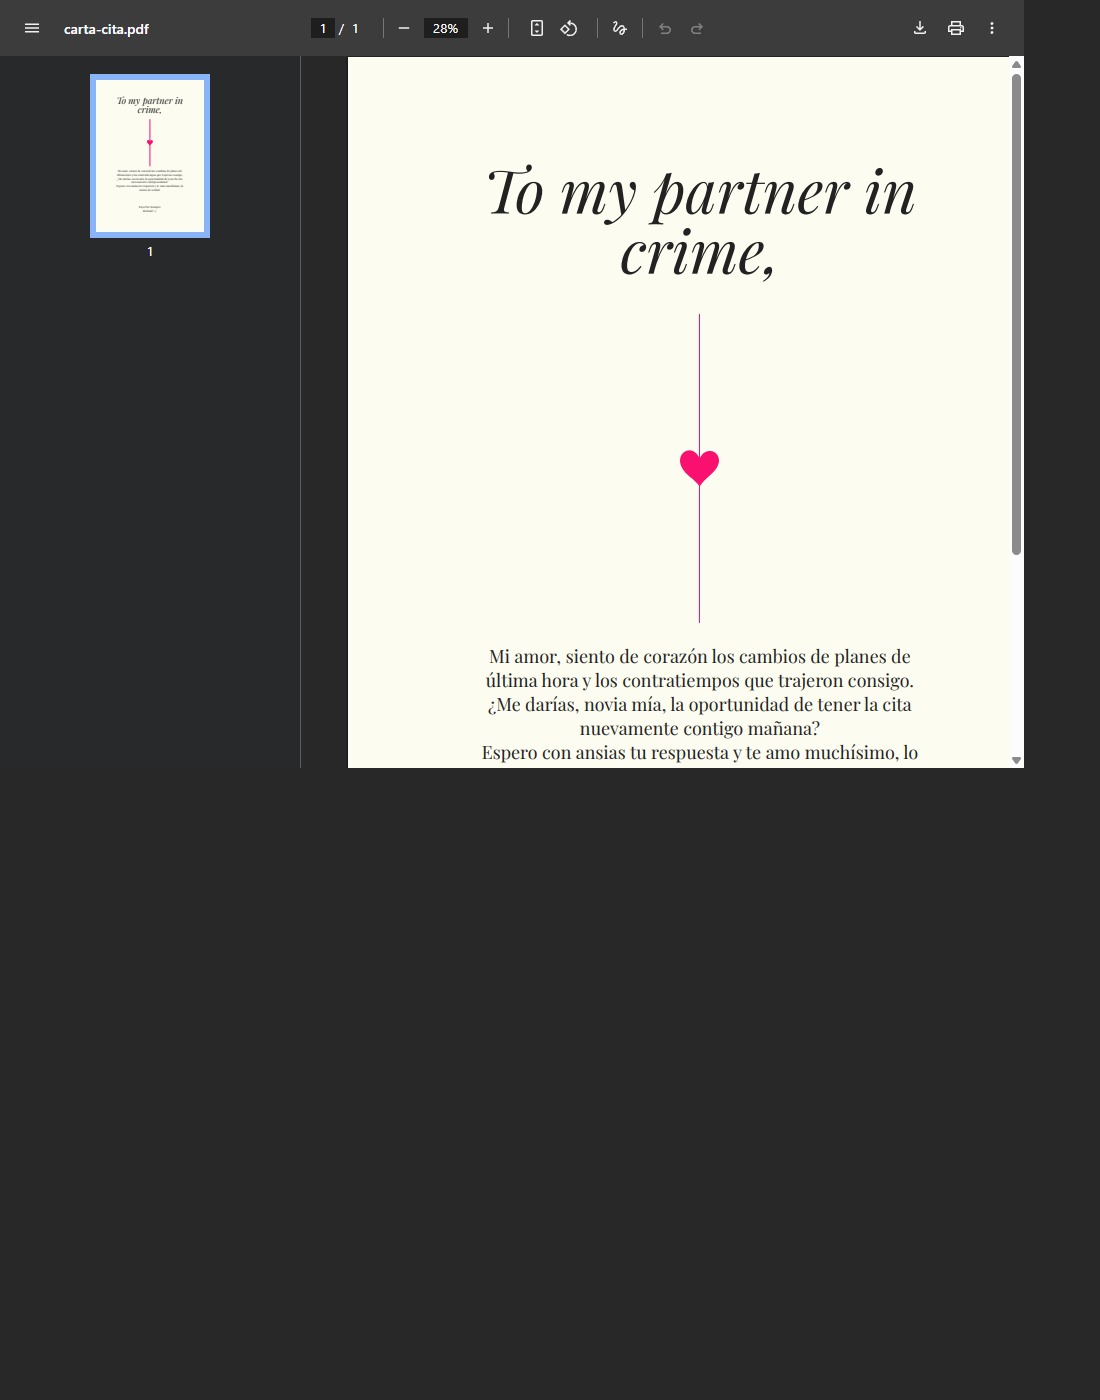 carta-cita.pdf
1 / 1
28%
1
To my partner in
crime,
Mi amor, siento de corazón los cambios de planes de
última hora y los contratiempos que trajeron consigo.
¿Me darías, novia mía, la oportunidad de tener la cita
nuevamente contigo mañana?
Espero con ansias tu respuesta y te amo muchísimo, lo